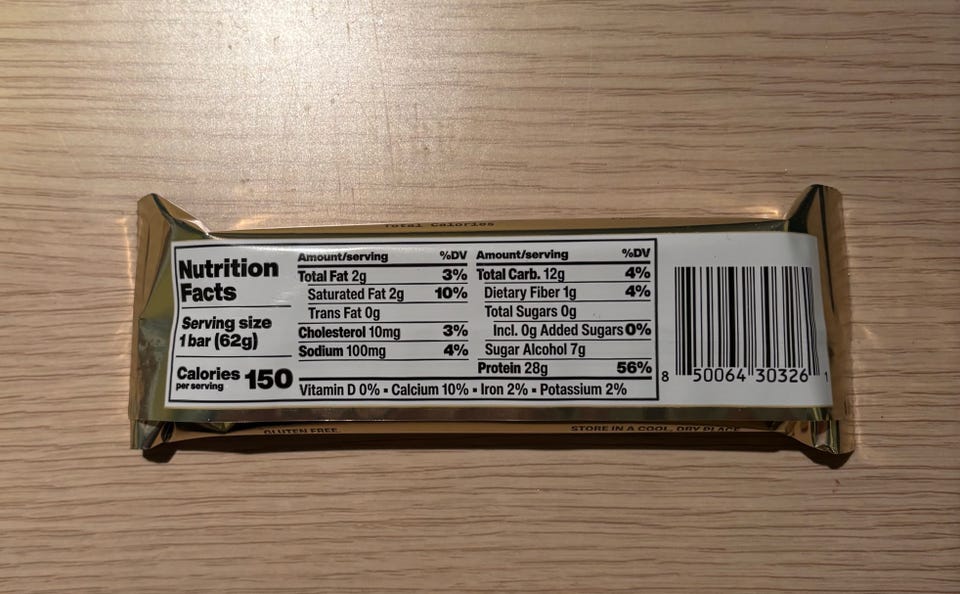 Total Calories
Nutrition
Facts
Serving size
1 bar (62g)
Calories
per serving
150
Amount/serving %DV
Total Fat 2g 3%
Saturated Fat 2g 10%
Trans Fat 0g
Cholesterol 10mg 3%
Sodium 100mg 4%
Amount/serving %DV
Total Carb. 12g 4%
Dietary Fiber 1g 4%
Total Sugars 0g
Incl. 0g Added Sugars 0%
Sugar Alcohol 7g
Protein 28g 56%
Vitamin D 0% ▪ Calcium 10% ▪ Iron 2% ▪ Potassium 2%
8 50064 30326 1
GLUTEN FREE.
STORE IN A COOL, DRY PLACE